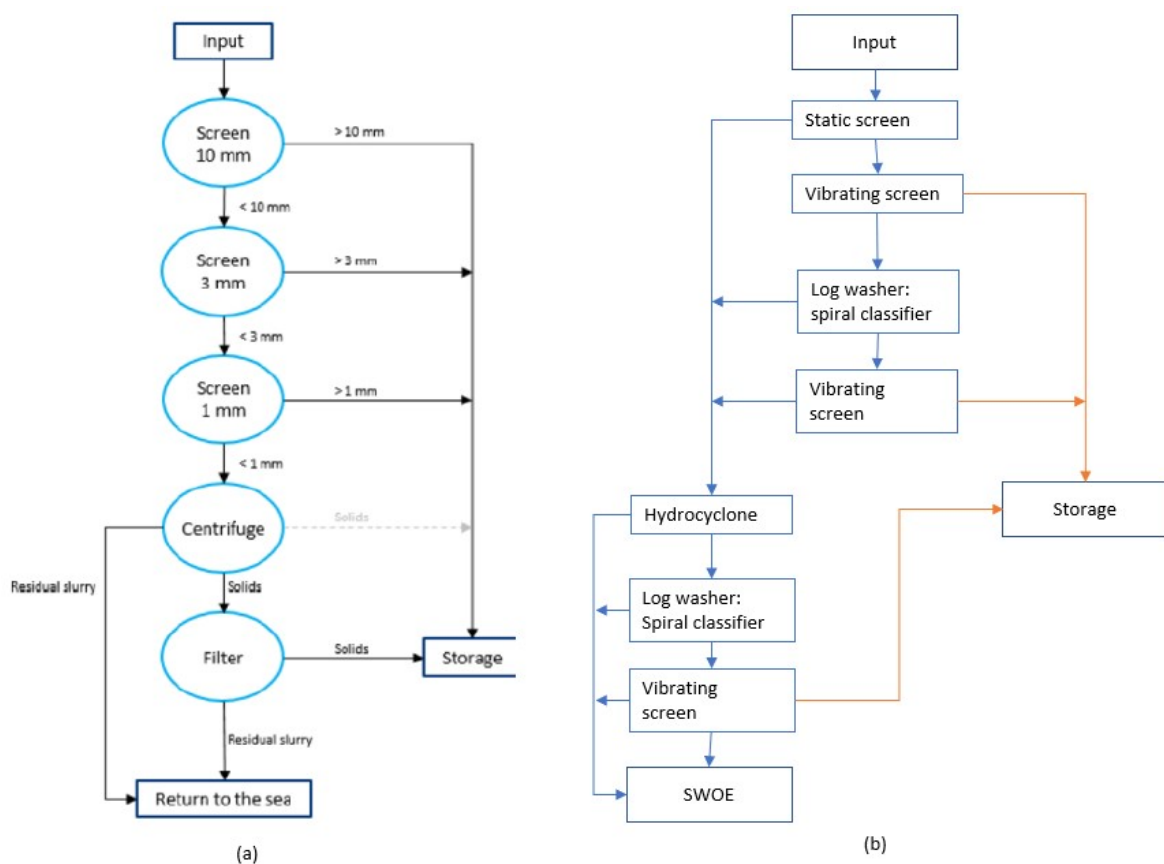 Input
Screen
10 mm
> 10 mm
< 10 mm
Screen
3 mm
> 3 mm
< 3 mm
Screen
1 mm
> 1 mm
< 1 mm
Centrifuge
Solids
Residual slurry
Solids
Filter
Solids
Storage
Residual slurry
Return to the sea
(a)
Input
Static screen
Vibrating screen
Log washer:
spiral classifier
Vibrating
screen
Storage
Hydrocyclone
Log washer:
Spiral classifier
Vibrating
screen
SWOE
(b)